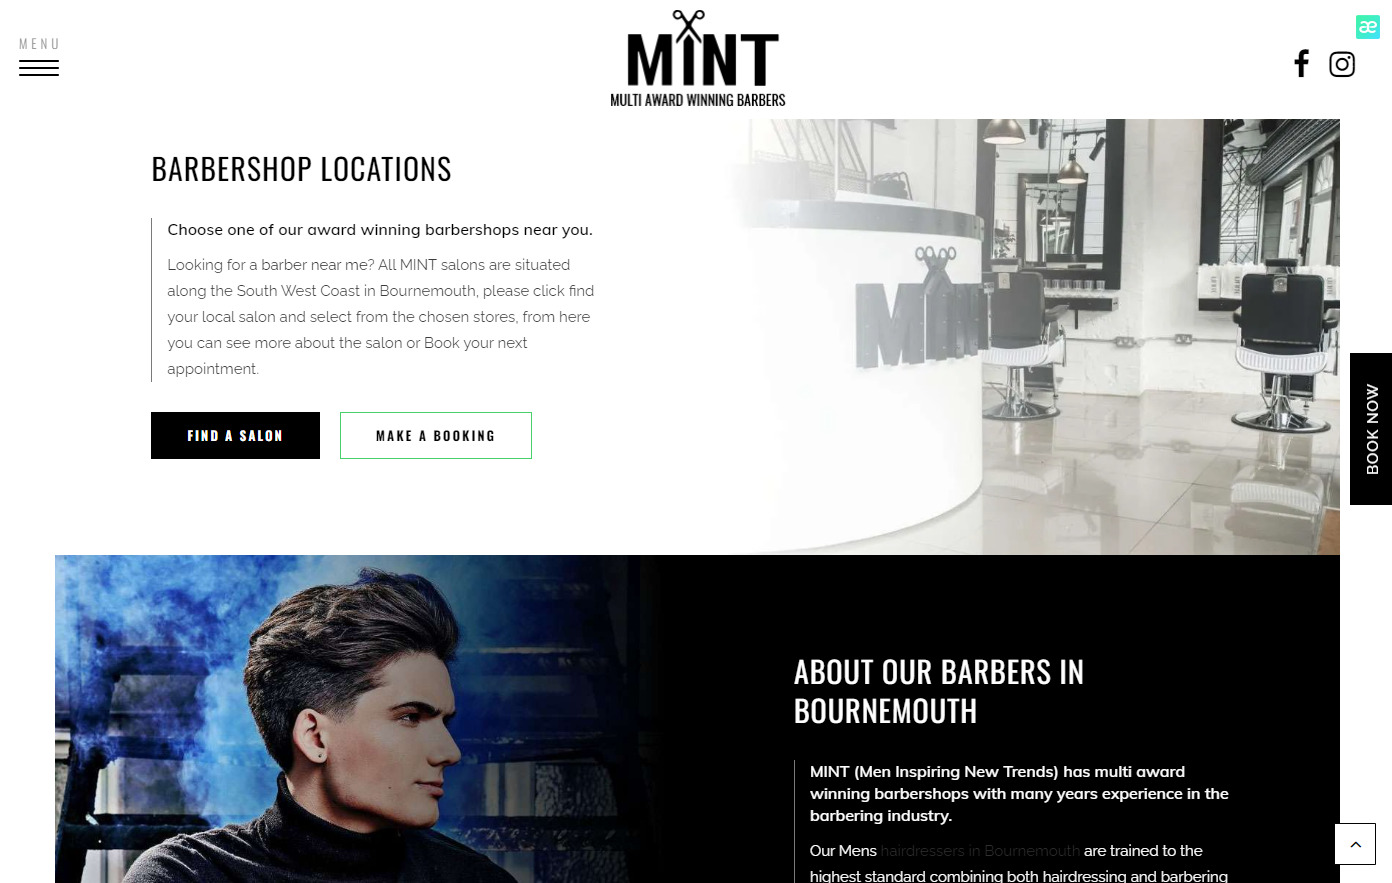 MENU
MINT
MULTI AWARD WINNING BARBERS
æ
BARBERSHOP LOCATIONS
Choose one of our award winning barbershops near you.
Looking for a barber near me? All MINT salons are situated
along the South West Coast in Bournemouth, please click find
your local salon and select from the chosen stores, from here
you can see more about the salon or Book your next
appointment.
FIND A SALON
MAKE A BOOKING
MINT
BOOK NOW
ABOUT OUR BARBERS IN
BOURNEMOUTH
MINT (Men Inspiring New Trends) has multi award
winning barbershops with many years experience in the
barbering industry.
Our Mens hairdressers in Bournemouth are trained to the
highest standard combining both hairdressing and barbering